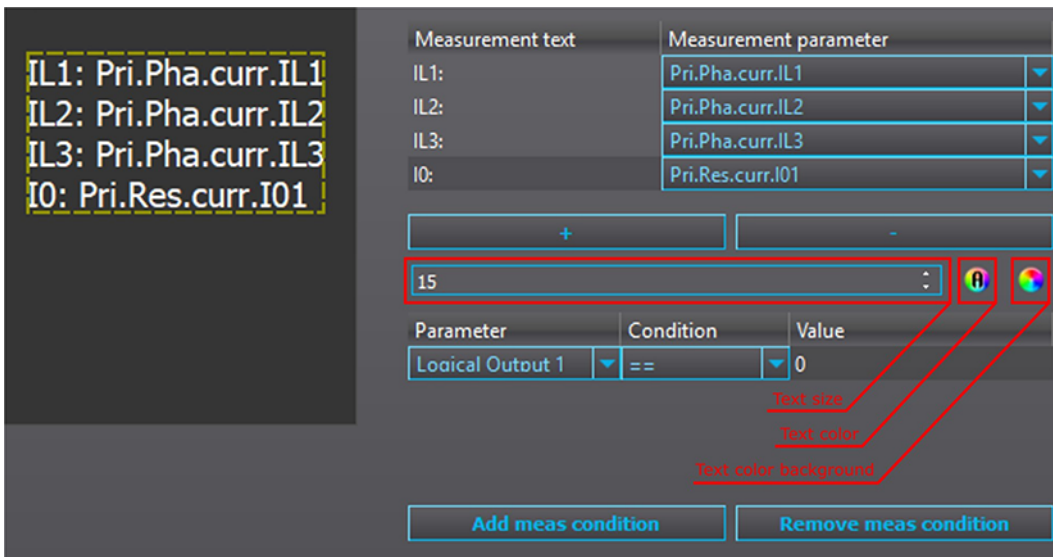 IL1: Pri.Pha.curr.IL1
IL2: Pri.Pha.curr.IL2
IL3: Pri.Pha.curr.IL3
I0: Pri.Res.curr.I01
Measurement text Measurement parameter
IL1: Pri.Pha.curr.IL1
IL2: Pri.Pha.curr.IL2
IL3: Pri.Pha.curr.IL3
I0: Pri.Res.curr.I01
+ -
15 A
Parameter Condition Value
Logical Output 1 == 0
Text size
Text color
Text color background
Add meas condition Remove meas condition